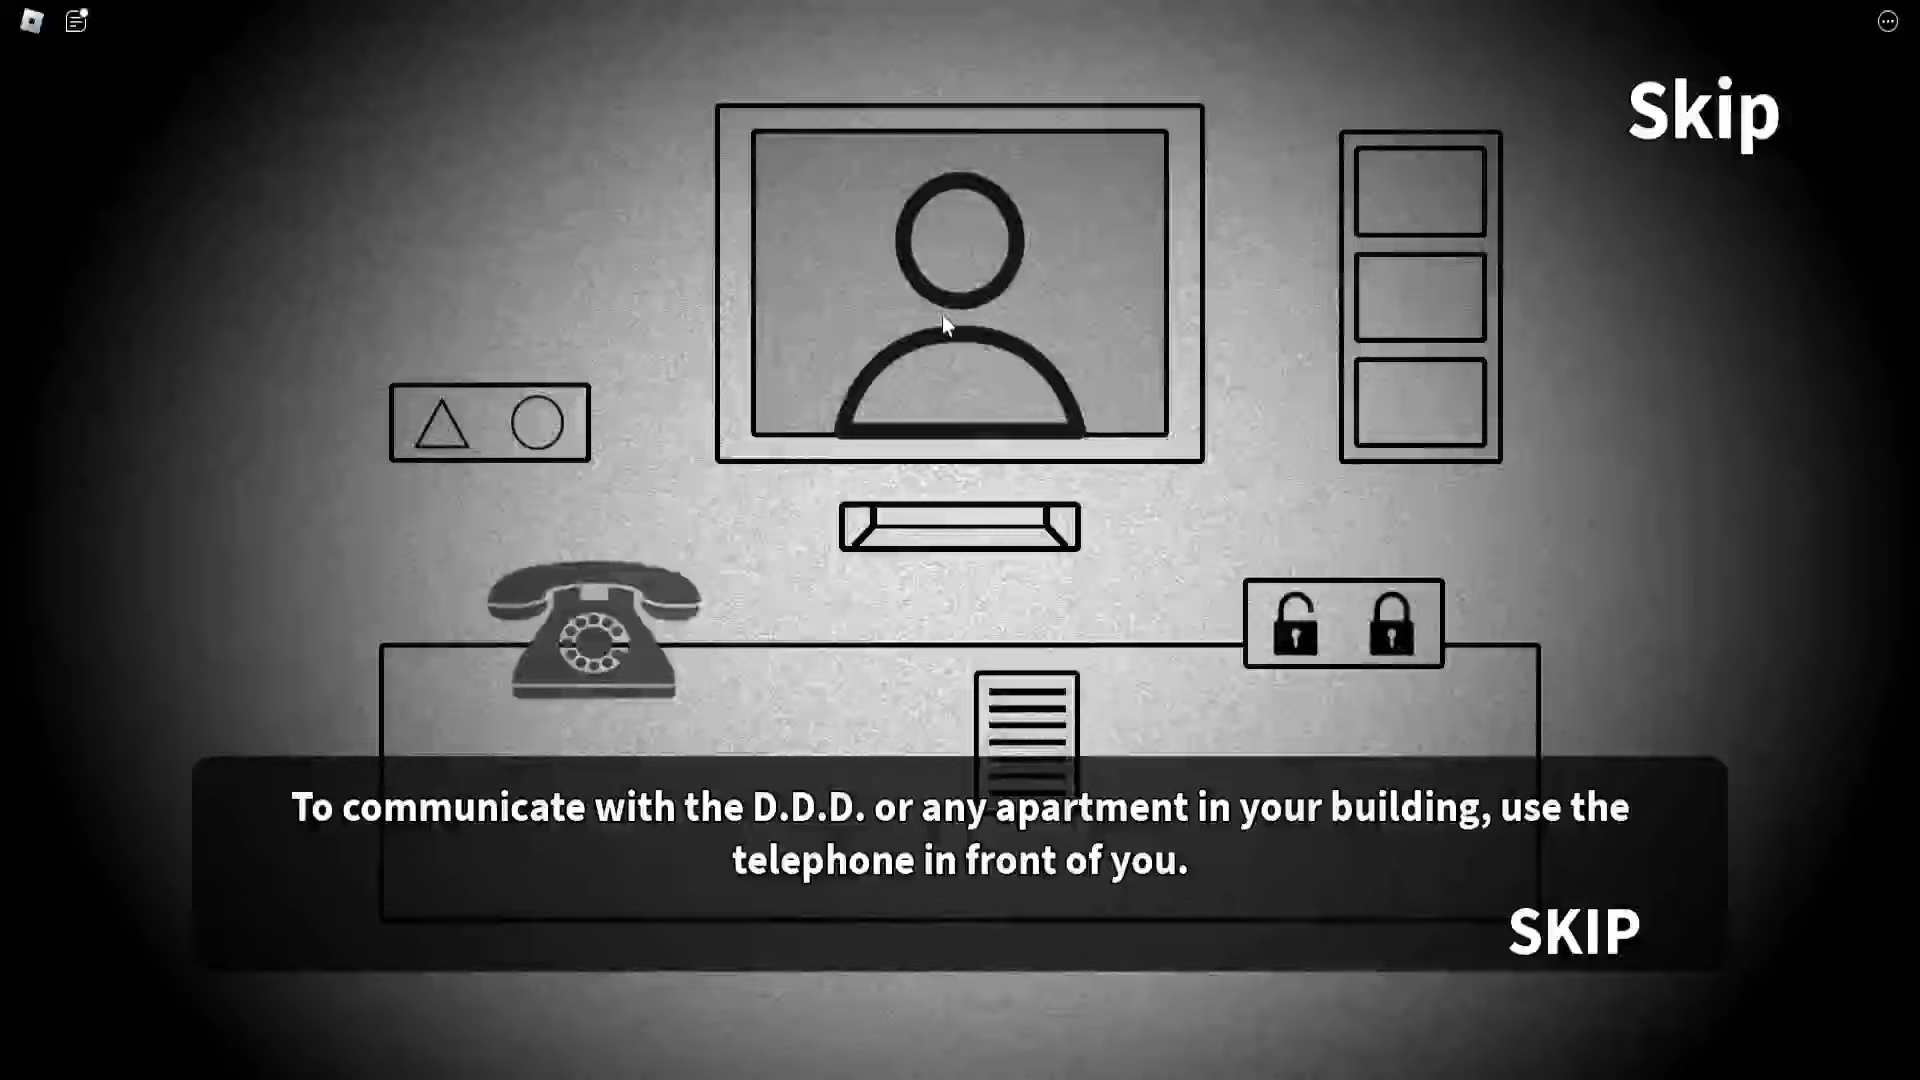 Skip
To communicate with the D.D.D. or any apartment in your building, use the
telephone in front of you.
SKIP